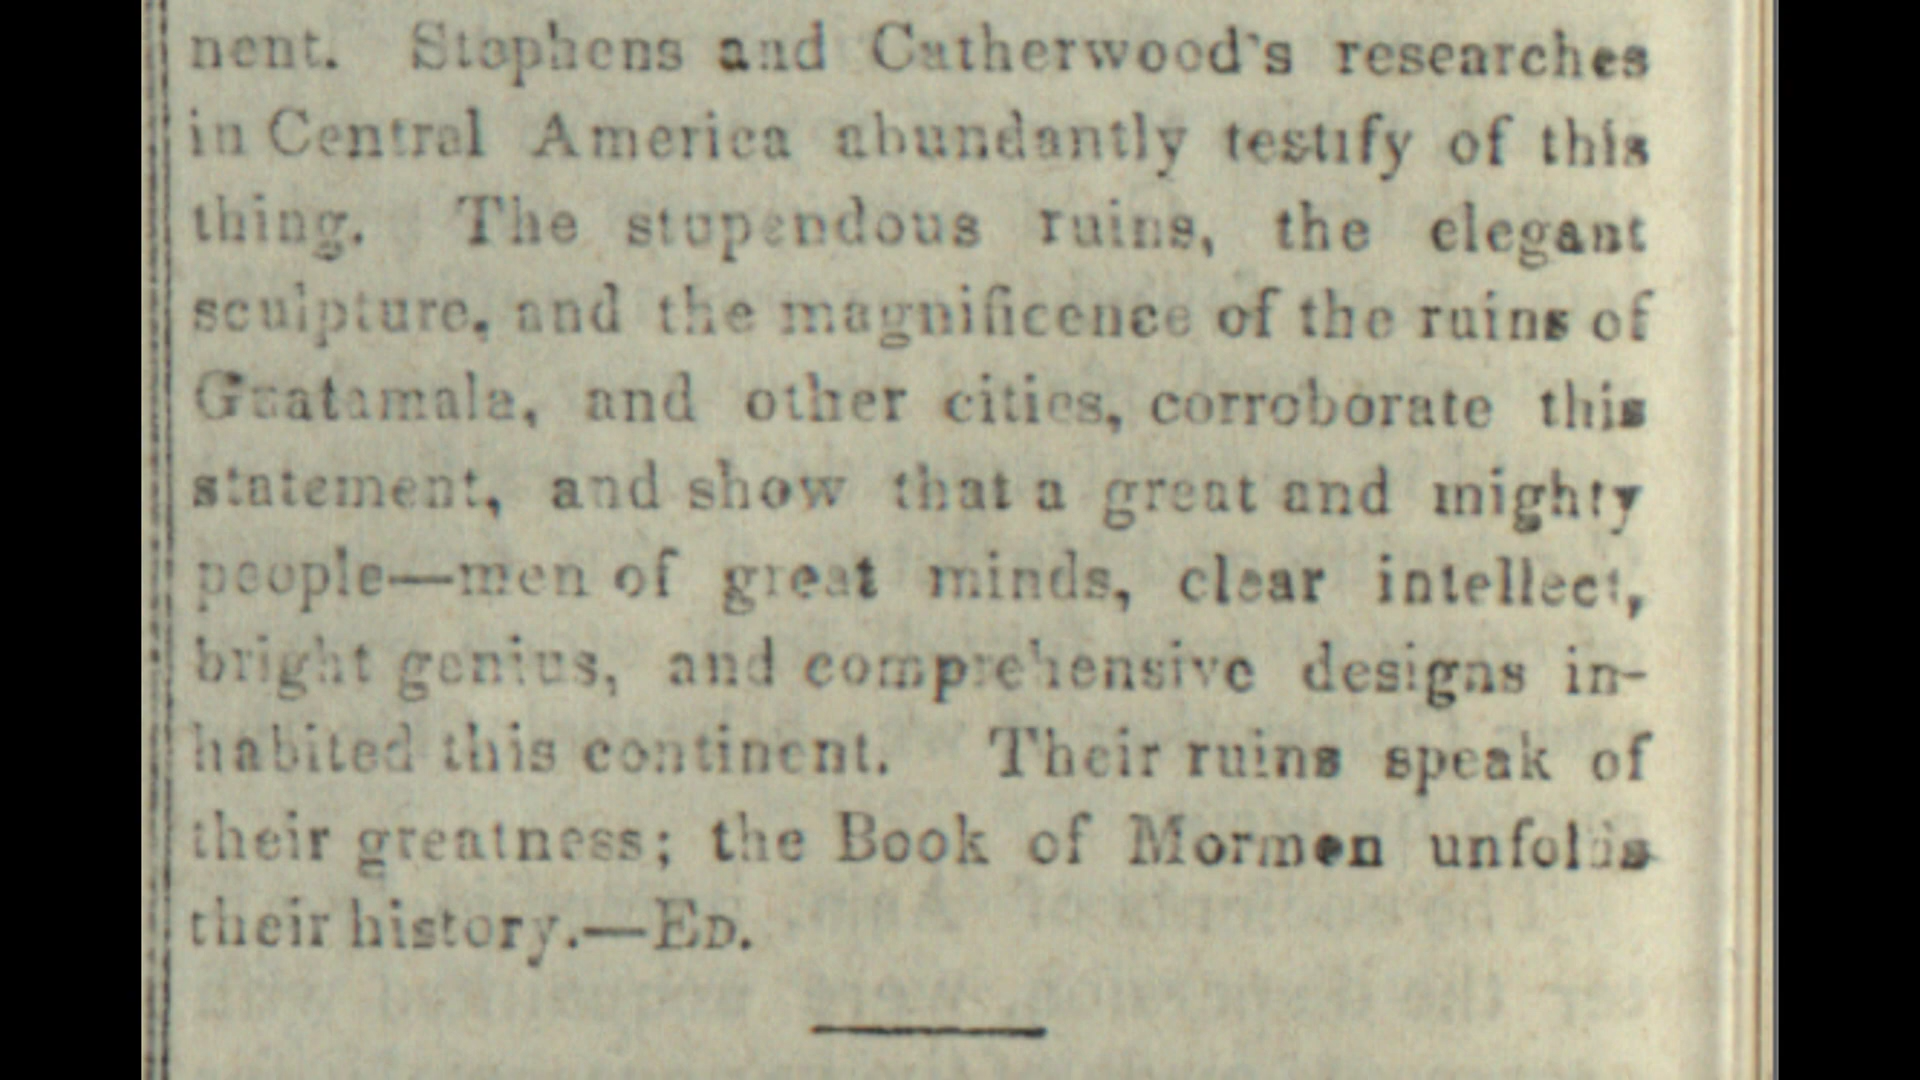 nent. Stephens and Catherwood's researches
in Central America abundantly testify of this
thing. The stupendous ruins, the elegant
sculpture, and the magnificence of the ruins of
Guatamala, and other cities, corroborate this
statement, and show that a great and mighty
people—men of great minds, clear intellect,
bright genius, and comprehensive designs in-
habited this continent. Their ruins speak of
their greatness; the Book of Mormen unfolds
their history.—ED.